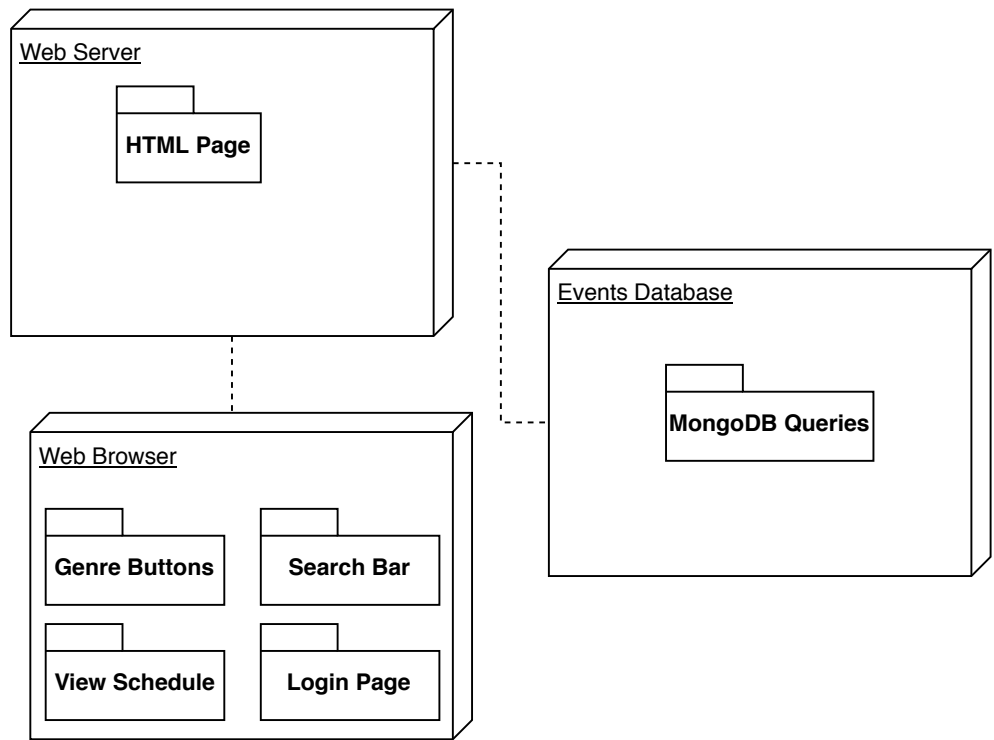 Web Server
HTML Page
Events Database
MongoDB Queries
Web Browser
Genre Buttons
Search Bar
View Schedule
Login Page